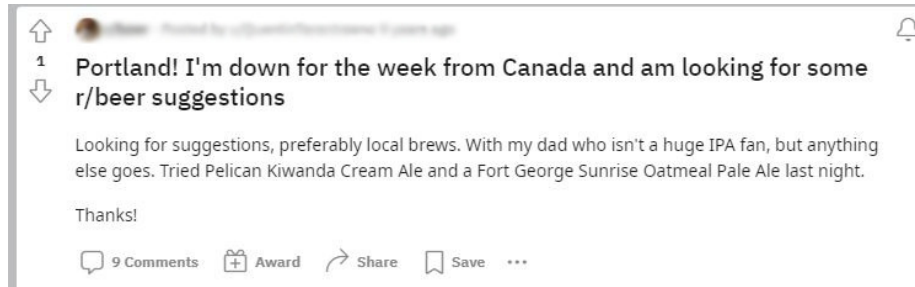 1
Portland! I'm down for the week from Canada and am looking for some
r/beer suggestions
Looking for suggestions, preferably local brews. With my dad who isn't a huge IPA fan, but anything
else goes. Tried Pelican Kiwanda Cream Ale and a Fort George Sunrise Oatmeal Pale Ale last night.
Thanks!
9 Comments Award Share Save